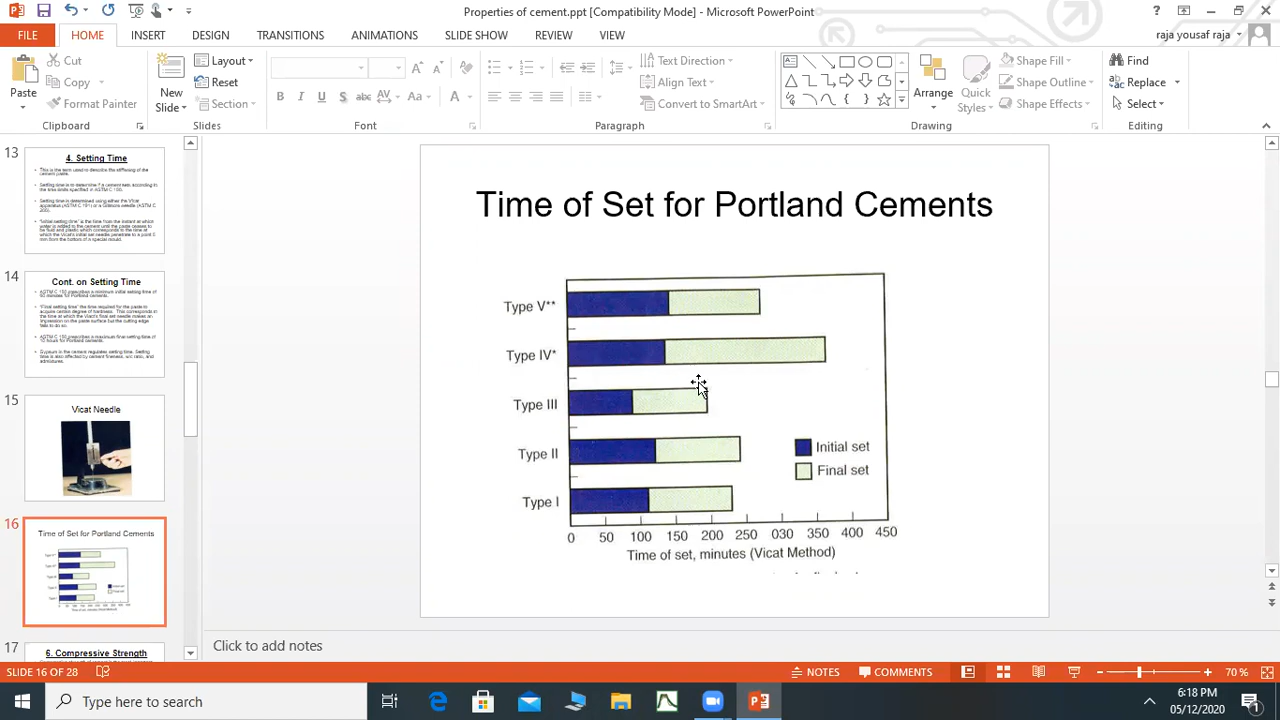 Properties of cement.ppt [Compatibility Mode] - Microsoft PowerPoint
?
FILE HOME INSERT DESIGN TRANSITIONS ANIMATIONS SLIDE SHOW REVIEW VIEW
raja yousaf raja
Paste
Cut
Copy
Format Painter
Clipboard
New
Slide
Layout
Reset
Section
Slides
B I U S abc AV Aa A
Font
Text Direction
Align Text
Convert to SmartArt
Paragraph
Arrange
Quick
Styles
Shape Fill
Shape Outline
Shape Effects
Drawing
Find
Replace
Select
Editing
13
4. Setting Time
14
Cont. on Setting Time
15
Vicat Needle
16
Time of Set for Portland Cements
17
6. Compressive Strength
Time of Set for Portland Cements
Type V**
Type IV*
Type III
Type II
Type I
Initial set
Final set
0 50 100 150 200 250 030 350 400 450
Time of set, minutes (Vicat Method)
Click to add notes
SLIDE 16 OF 28
NOTES
COMMENTS
70 %
Type here to search
6:18 PM
05/12/2020
1